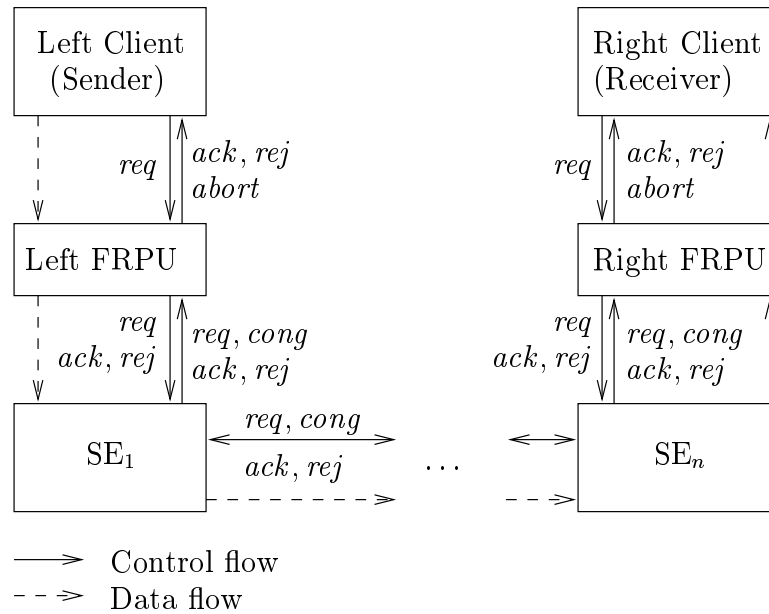 Left Client
(Sender)
Right Client
(Receiver)
req
ack, rej
abort
req
ack, rej
abort
Left FRPU
Right FRPU
req
ack, rej
req, cong
ack, rej
req
ack, rej
req, cong
ack, rej
SE1
req, cong
ack, rej
...
SEn
Control flow
Data flow